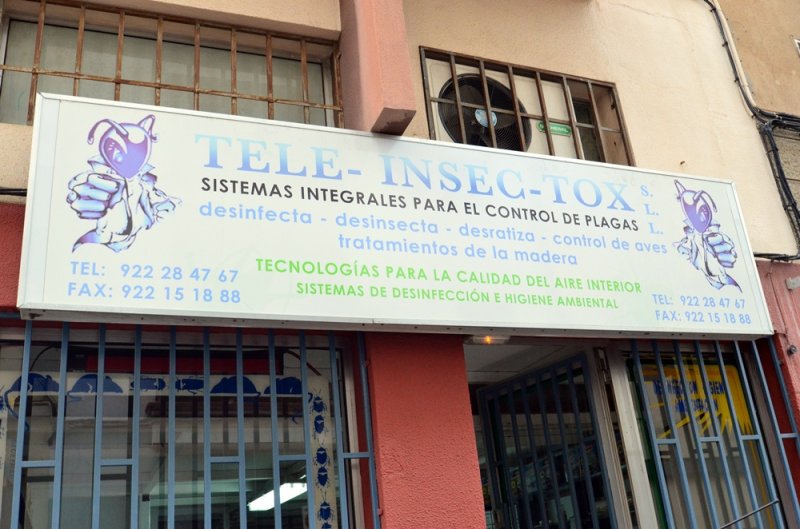 TELE- INSEC-TOX S.L.L.
SISTEMAS INTEGRALES PARA EL CONTROL DE PLAGAS
desinfecta - desinsecta - desratiza - control de aves
tratamientos de la madera
TECNOLOGÍAS PARA LA CALIDAD DEL AIRE INTERIOR
SISTEMAS DE DESINFECCIÓN E HIGIENE AMBIENTAL
TEL: 922 28 47 67
FAX: 922 15 18 88
TEL: 922 28 47 67
FAX: 922 15 18 88